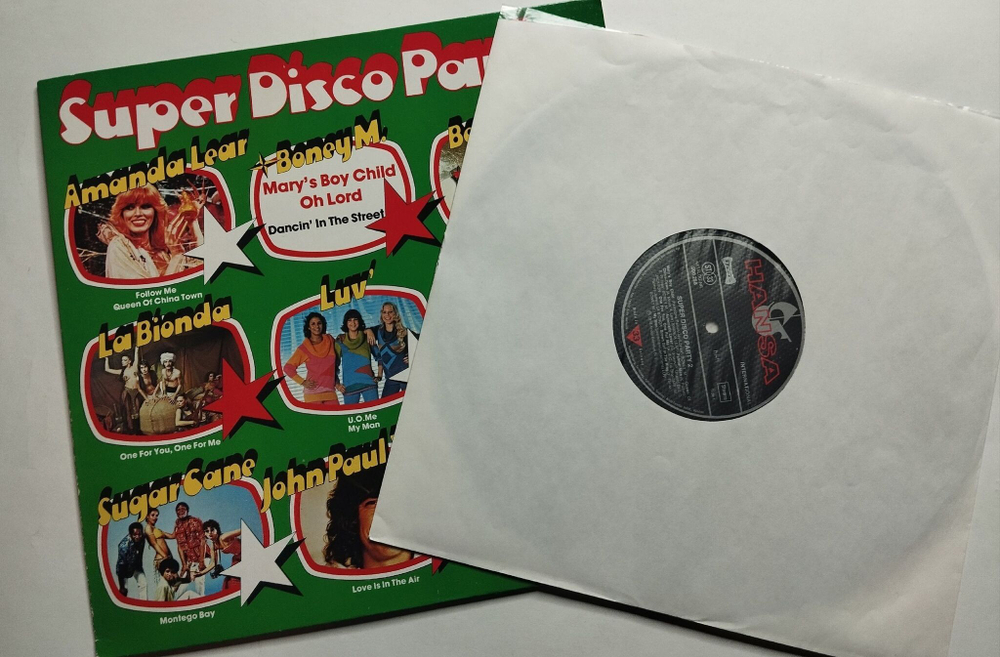 Super Disco Par
Amanda Lear
Boney M.
Mary's Boy Child
Oh Lord
Dancin' In The Street
Follow Me
Queen Of China Town
La Bionda
One For You, One For Me
Luv'
U.O.Me
My Man
Sugar Cane
Montego Bay
John Paul
Love Is In The Air
HANSA
INTERNATIONAL
SUPER DISCO PARTY 2